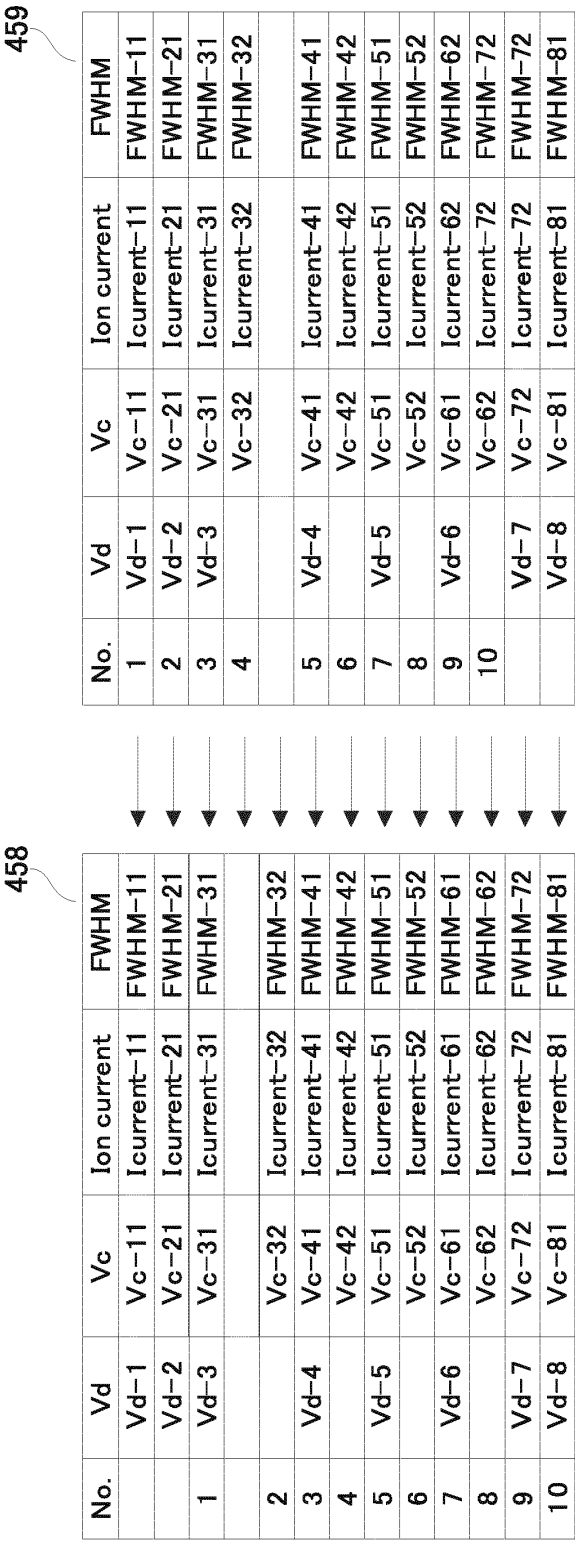 458
No. Vd Vc Ion current FWHM
Vd-1 Vc-11 Icurrent-11 FWHM-11
Vd-2 Vc-21 Icurrent-21 FWHM-21
1 Vd-3 Vc-31 Icurrent-31 FWHM-31
2 Vc-32 Icurrent-32 FWHM-32
3 Vd-4 Vc-41 Icurrent-41 FWHM-41
4 Vc-42 Icurrent-42 FWHM-42
5 Vd-5 Vc-51 Icurrent-51 FWHM-51
6 Vc-52 Icurrent-52 FWHM-52
7 Vd-6 Vc-61 Icurrent-61 FWHM-61
8 Vc-62 Icurrent-62 FWHM-62
9 Vd-7 Vc-72 Icurrent-72 FWHM-72
10 Vd-8 Vc-81 Icurrent-81 FWHM-81
459
No. Vd Vc Ion current FWHM
1 Vd-1 Vc-11 Icurrent-11 FWHM-11
2 Vd-2 Vc-21 Icurrent-21 FWHM-21
3 Vd-3 Vc-31 Icurrent-31 FWHM-31
4 Vc-32 Icurrent-32 FWHM-32
5 Vd-4 Vc-41 Icurrent-41 FWHM-41
6 Vc-42 Icurrent-42 FWHM-42
7 Vd-5 Vc-51 Icurrent-51 FWHM-51
8 Vc-52 Icurrent-52 FWHM-52
9 Vd-6 Vc-61 Icurrent-62 FWHM-62
10 Vc-62 Icurrent-72 FWHM-72
Vd-7 Vc-72 Icurrent-72 FWHM-72
Vd-8 Vc-81 Icurrent-81 FWHM-81